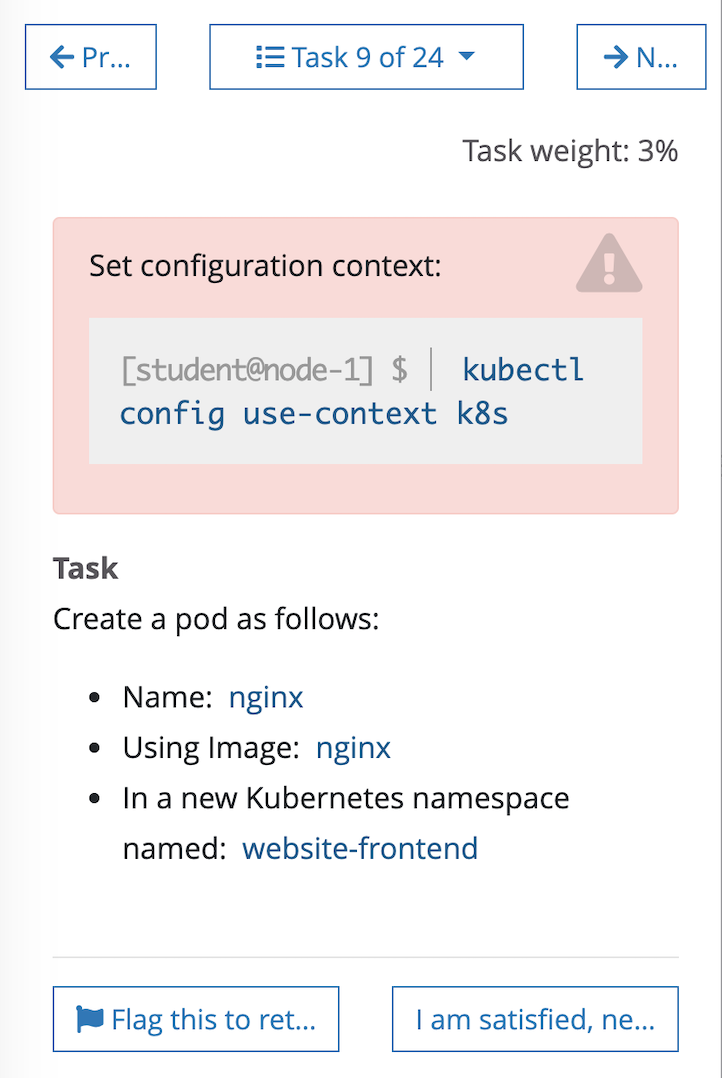 Pr...
Task 9 of 24
N...
Task weight: 3%
Set configuration context:
[student@node-1] $ | kubectl
config use-context k8s
Task
Create a pod as follows:
• Name: nginx
• Using Image: nginx
• In a new Kubernetes namespace
named: website-frontend
Flag this to ret...
I am satisfied, ne...